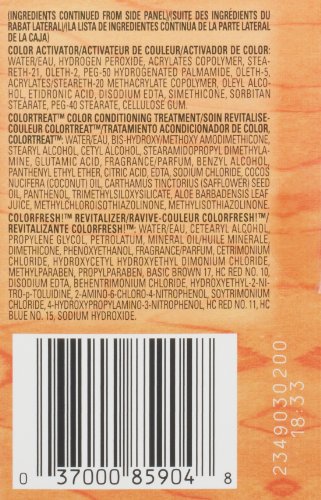 (INGREDIENTS CONTINUED FROM SIDE PANEL)/(SUITE DES INGRÉDIENTS DU
RABAT LATÉRAL)/(LA LISTA DE INGREDIENTES CONTINÚA DE LA PARTE LATERAL
DE LA CAJA)
COLOR ACTIVATOR/ACTIVATEUR DE COULEUR/ACTIVADOR DE COLOR:
WATER/EAU, HYDROGEN PEROXIDE, ACRYLATES COPOLYMER, STEA-
RETH-21, OLETH-2, PEG-50 HYDROGENATED PALMAMIDE, OLETH-5,
ACRYLATES/STEARETH-20 METHACRYLATE COPOLYMER, OLEYL ALCO-
HOL, ETIDRONIC ACID, DISODIUM EDTA, SIMETHICONE, SORBITAN
STEARATE, PEG-40 STEARATE, CELLULOSE GUM.
COLORTREAT™ COLOR CONDITIONING TREATMENT/SOIN REVITALISE-
COULEUR COLORTREAT™/TRATAMIENTO ACONDICIONADOR DE COLOR,
COLORTREAT™: WATER/EAU, BIS-HYDROXY/METHOXY AMODIMETHICONE,
STEARYL ALCOHOL, CETYL ALCOHOL, STEARAMIDOPROPYL DIMETHYLA-
MINE, GLUTAMIC ACID, FRAGRANCE/PARFUM, BENZYL ALCOHOL,
PANTHENYL ETHYL ETHER, CITRIC ACID, EDTA, SODIUM CHLORIDE, COCOS
NUCIFERA (COCONUT) OIL, CARTHAMUS TINCTORIUS (SAFFLOWER) SEED
OIL, PANTHENOL, TRIMETHYLSILOXYSILICATE, ALOE BARBADENSIS LEAF
JUICE, METHYLCHLOROISOTHIAZOLINONE, METHYLISOTHIAZOLINONE.
COLORFRESH!™ REVITALIZER/RAVIVE-COULEUR COLORFRESH!™/
REVITALIZANTE COLORFRESH!™: WATER/EAU, CETEARYL ALCOHOL,
PROPYLENE GLYCOL, PETROLATUM, MINERAL OIL/HUILE MINERALE,
DIMETHICONE, PHENOXYETHANOL, FRAGRANCE/PARFUM, CETRIMONIUM
CHLORIDE, HYDROXYCETYL HYDROXYETHYL DIMONIUM CHLORIDE,
METHYLPARABEN, PROPYLPARABEN, BASIC BROWN 17, HC RED NO. 10,
DISODIUM EDTA, BEHENTRIMONIUM CHLORIDE, HYDROXYETHYL-2-NI-
TRO-p-TOLUIDINE, 2-AMINO-6-CHLORO-4-NITROPHENOL, SOYTRIMONIUM
CHLORIDE, 4-HYDROXYPROPYLAMINO-3-NITROPHENOL, HC RED NO. 11, HC
BLUE NO. 15, SODIUM HYDROXIDE.
0 37000 85904 8
2349030200
18:33